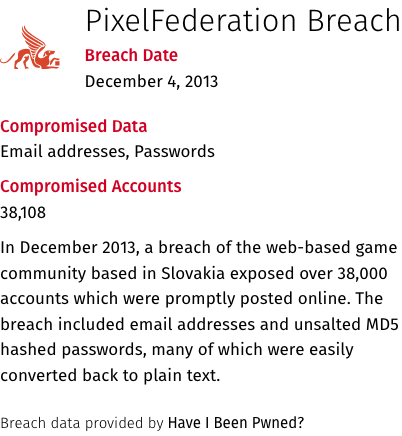 PixelFederation Breach
Breach Date
December 4, 2013
Compromised Data
Email addresses, Passwords
Compromised Accounts
38,108
In December 2013, a breach of the web-based game
community based in Slovakia exposed over 38,000
accounts which were promptly posted online. The
breach included email addresses and unsalted MD5
hashed passwords, many of which were easily
converted back to plain text.
Breach data provided by Have I Been Pwned?